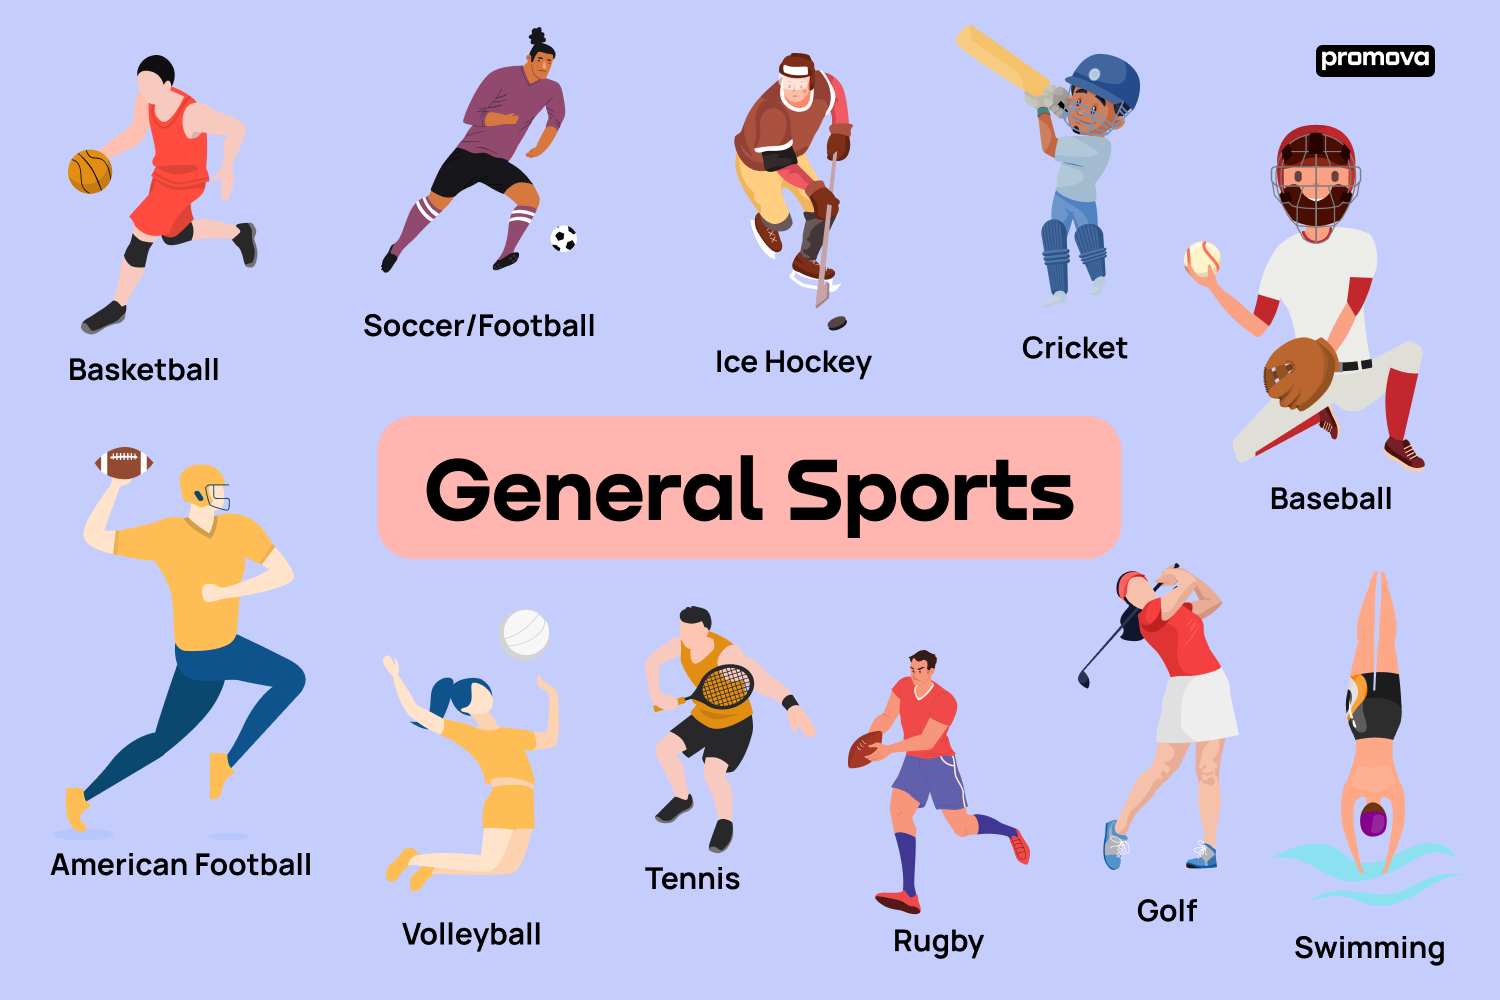 promova
Basketball
Soccer/Football
Ice Hockey
Cricket
Baseball
General Sports
American Football
Volleyball
Tennis
Rugby
Golf
Swimming